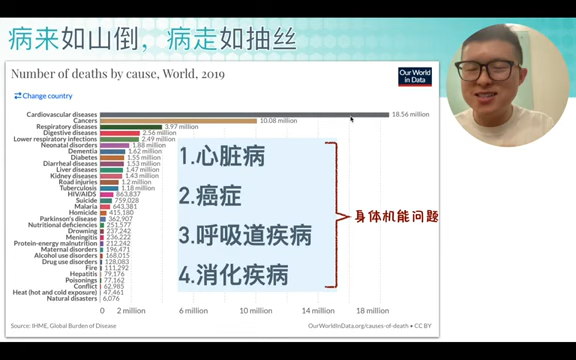 病来如山倒，病走如抽丝
Number of deaths by cause, World, 2019
Our World
in Data
Change country
Cardiovascular diseases 18.56 million
Cancers 10.08 million
Respiratory diseases 3.97 million
Digestive diseases 2.56 million
Lower respiratory infections 2.49 million
Neonatal disorders 1.88 million
Dementia 1.62 million
Diabetes 1.55 million
Diarrheal diseases 1.53 million
Liver diseases 1.47 million
Kidney diseases 1.43 million
Road injuries 1.2 million
Tuberculosis 1.18 million
HIV/AIDS 863,837
Suicide 759,028
Malaria 643,381
Homicide 415,180
Parkinson's disease 362,907
Nutritional deficiencies 251,577
Drowning 237,242
Meningitis 236,222
Protein-energy malnutrition 212,242
Maternal disorders 196,471
Alcohol use disorders 168,015
Drug use disorders 128,083
Fire 111,292
Hepatitis 79,176
Poisonings 77,162
Conflict 62,985
Heat (hot and cold exposure) 47,461
Natural disasters 6,076
1.心脏病
2.癌症
3.呼吸道疾病
4.消化疾病
身体机能问题
0 2 million 6 million 10 million 14 million 18 million
Source: IHME, Global Burden of Disease
OurWorldInData.org/causes-of-death • CC BY